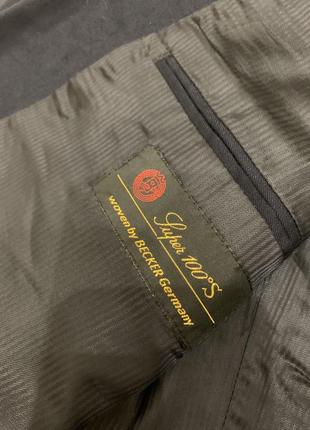 Super 100°S
woven by BECKER Germany